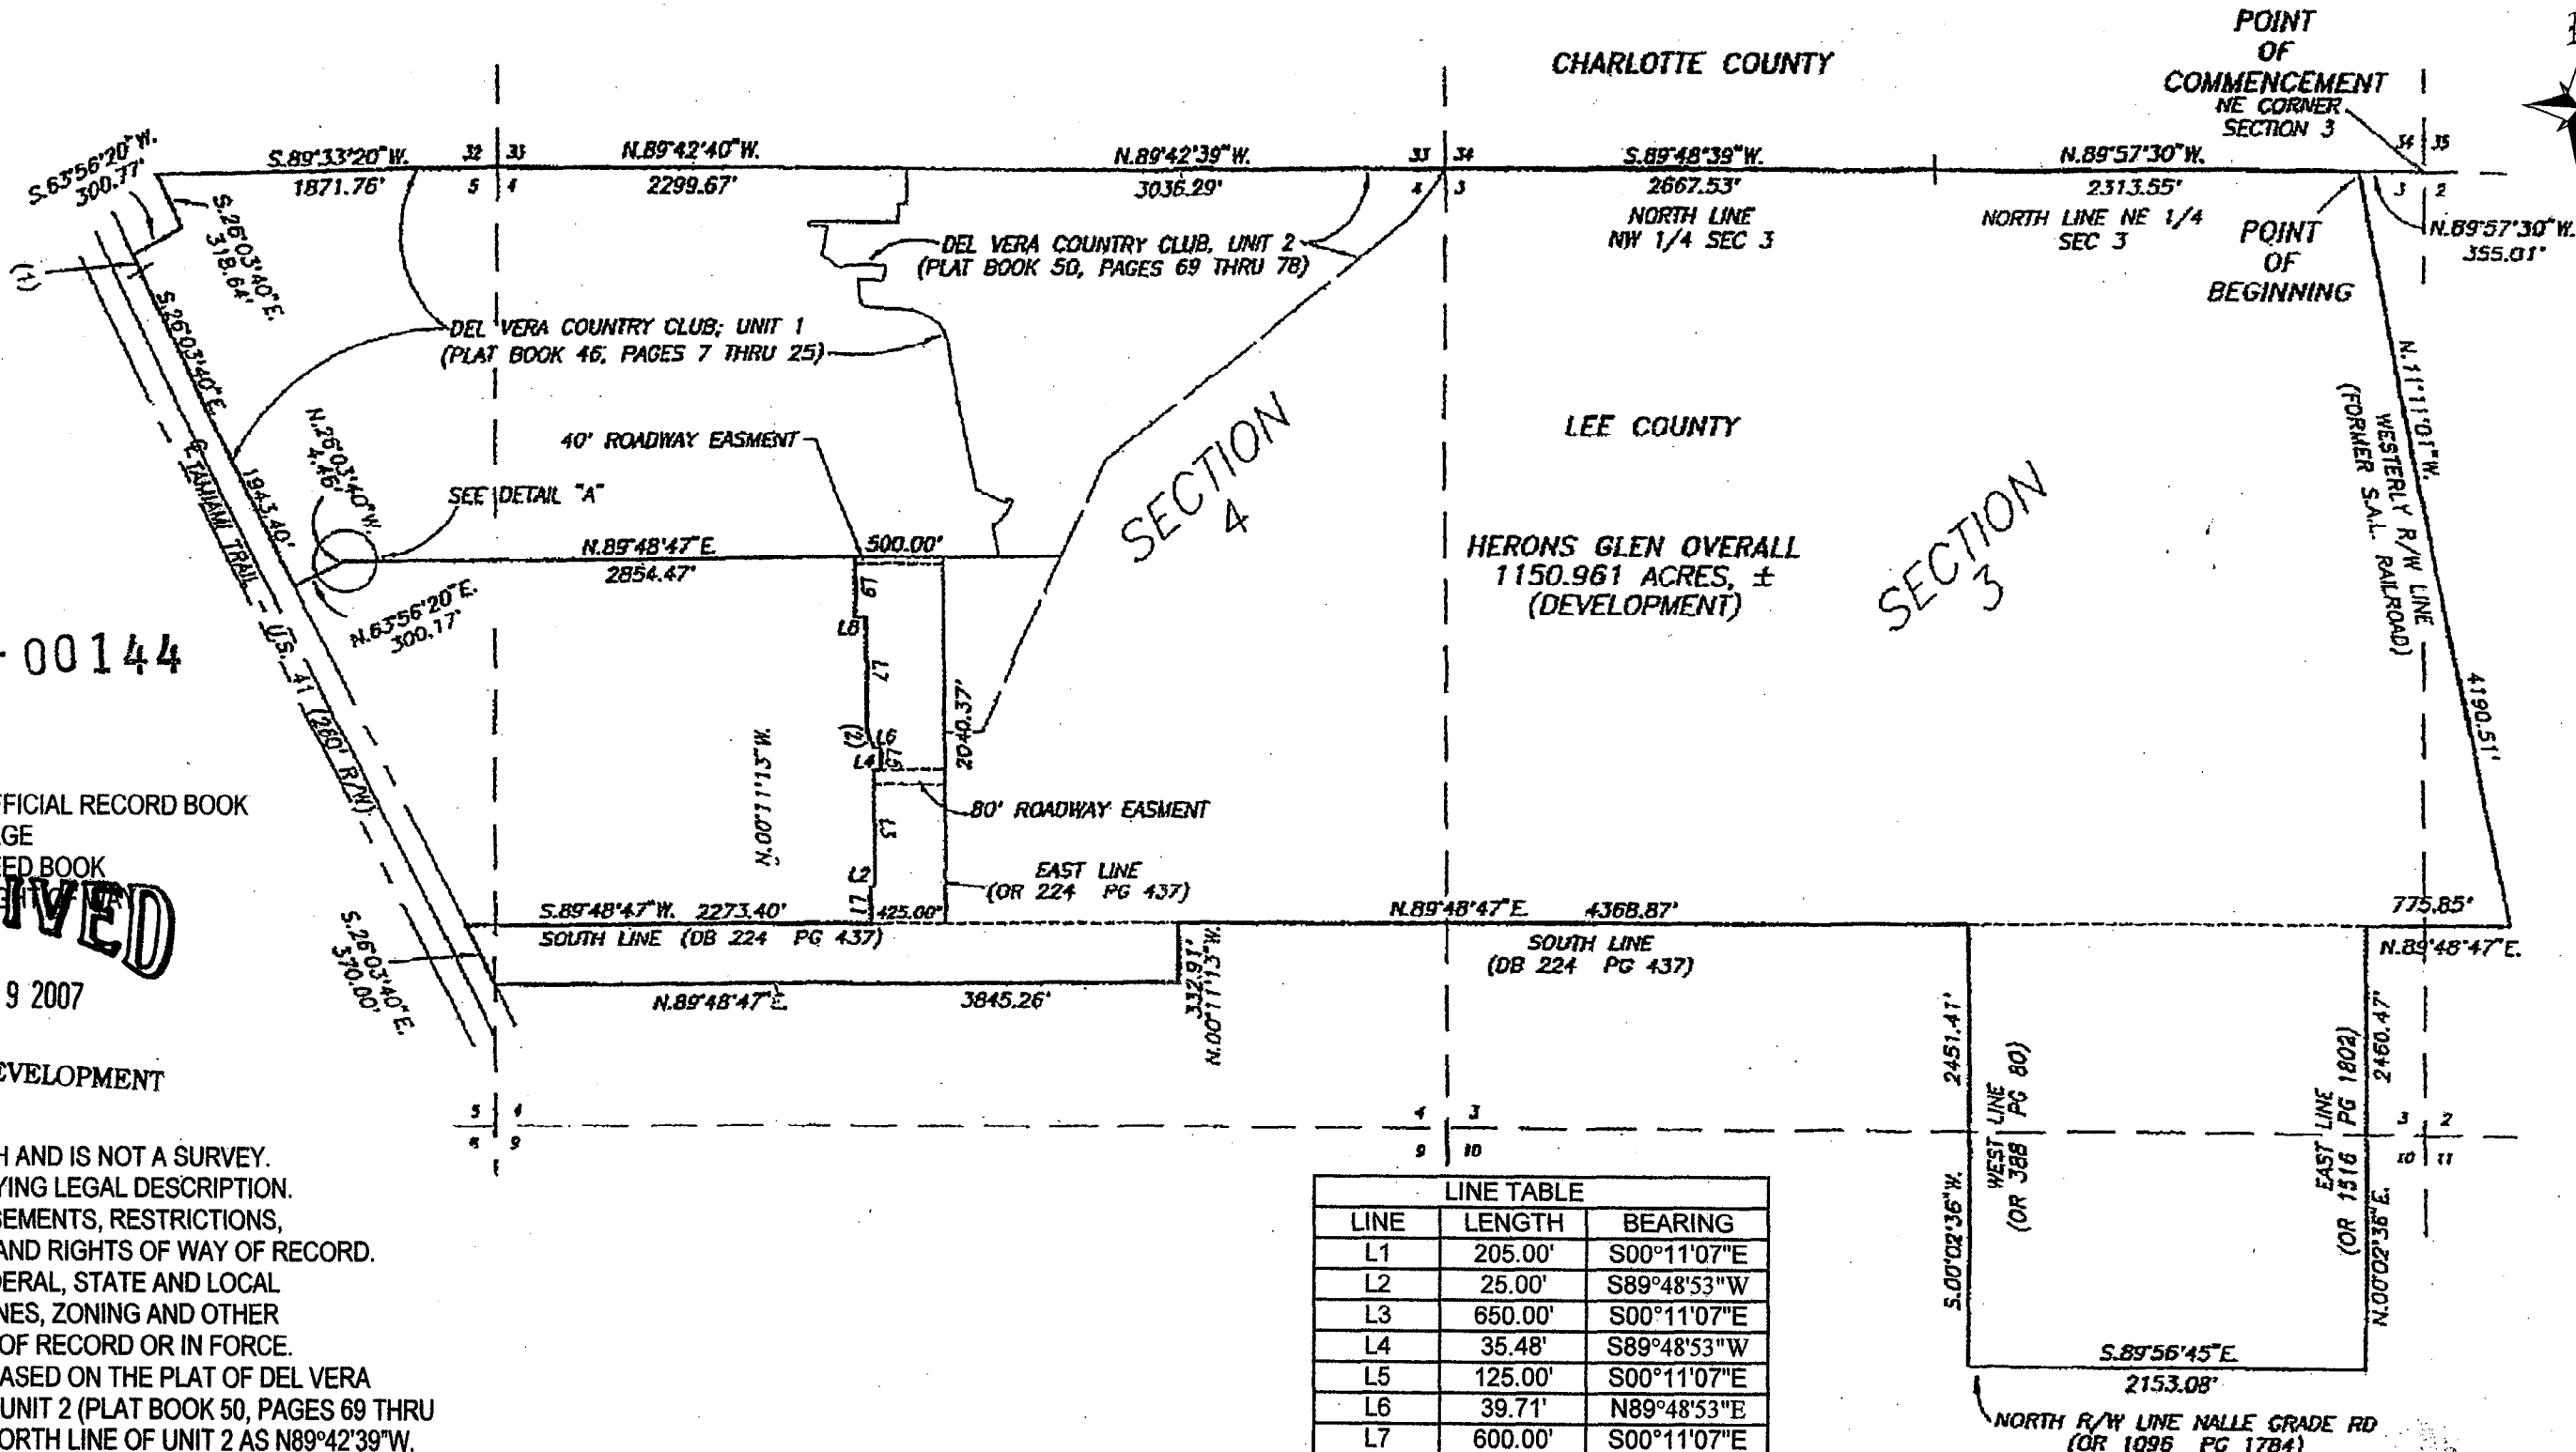 POINT
OF
COMMENCEMENT
NE CORNER
SECTION 3
CHARLOTTE COUNTY
S.63°56'20"W.
300.17'
S.89°33'20"W.
1871.76'
32 33
5 4
N.89°42'40"W.
2299.67'
N.89°42'39"W.
3036.29'
33 34
4 3
S.89°48'39"W.
2667.53'
NORTH LINE
NW 1/4 SEC 3
N.89°57'30"W.
2313.55'
NORTH LINE NE 1/4
SEC 3
34 35
3 2
N.89°57'30"W.
355.01'
POINT
OF
BEGINNING
S.26°03'40"E.
318.64'
(1)
DEL VERA COUNTRY CLUB, UNIT 2
(PLAT BOOK 50, PAGES 69 THRU 78)
DEL VERA COUNTRY CLUB; UNIT 1
(PLAT BOOK 46, PAGES 7 THRU 25)
S.26°03'40"E.
1943.40'
N.26°03'40"W.
4.46'
40' ROADWAY EASMENT
SEE DETAIL "A"
SECTION
4
LEE COUNTY
SECTION
3
N.11°11'01"W.
WESTERLY R/W LINE
(FORMER S.A.L. RAILROAD)
4190.51'
N.89°48'47"E.
2854.47'
500.00'
HERONS GLEN OVERALL
1150.961 ACRES, ±
(DEVELOPMENT)
N.63°56'20"E.
300.17'
TAMIAMI TRAIL U.S. 41 (260' R/W)
00144
L9
L8
L7
(2)
L6
L5
L4
L3
L2
L1
2040.37'
N.00°11'13"W.
80' ROADWAY EASMENT
EAST LINE
(OR 224 PG 437)
FFICIAL RECORD BOOK
GE
EED BOOK
IVED
9 2007
EVELOPMENT
S.89°48'47"W. 2273.40'
SOUTH LINE (DB 224 PG 437)
425.00'
N.89°48'47"E. 4368.87'
SOUTH LINE
(DB 224 PG 437)
775.85'
N.89°48'47"E.
S.26°03'40"E.
370.00'
N.89°48'47"E. 3845.26'
332.91'
N.00°11'13"W.
2451.41'
S.00°02'36"W.
WEST LINE
(OR 388 PG 80)
EAST LINE
(OR 1516 PG 1802)
2460.47'
N.00°02'36"E.
5 4
8 9
4 3
9 10
3 2
10 11
H AND IS NOT A SURVEY.
YING LEGAL DESCRIPTION.
SEMENTS, RESTRICTIONS,
AND RIGHTS OF WAY OF RECORD.
DERAL, STATE AND LOCAL
NES, ZONING AND OTHER
OF RECORD OR IN FORCE.
ASED ON THE PLAT OF DEL VERA
UNIT 2 (PLAT BOOK 50, PAGES 69 THRU
ORTH LINE OF UNIT 2 AS N89°42'39"W.
LINE TABLE
LINE LENGTH BEARING
L1 205.00' S00°11'07"E
L2 25.00' S89°48'53"W
L3 650.00' S00°11'07"E
L4 35.48' S89°48'53"W
L5 125.00' S00°11'07"E
L6 39.71' N89°48'53"E
L7 600.00' S00°11'07"E
S.89°56'45"E.
2153.08'
NORTH R/W LINE NALLE GRADE RD
(OR 1096 PG 1784)